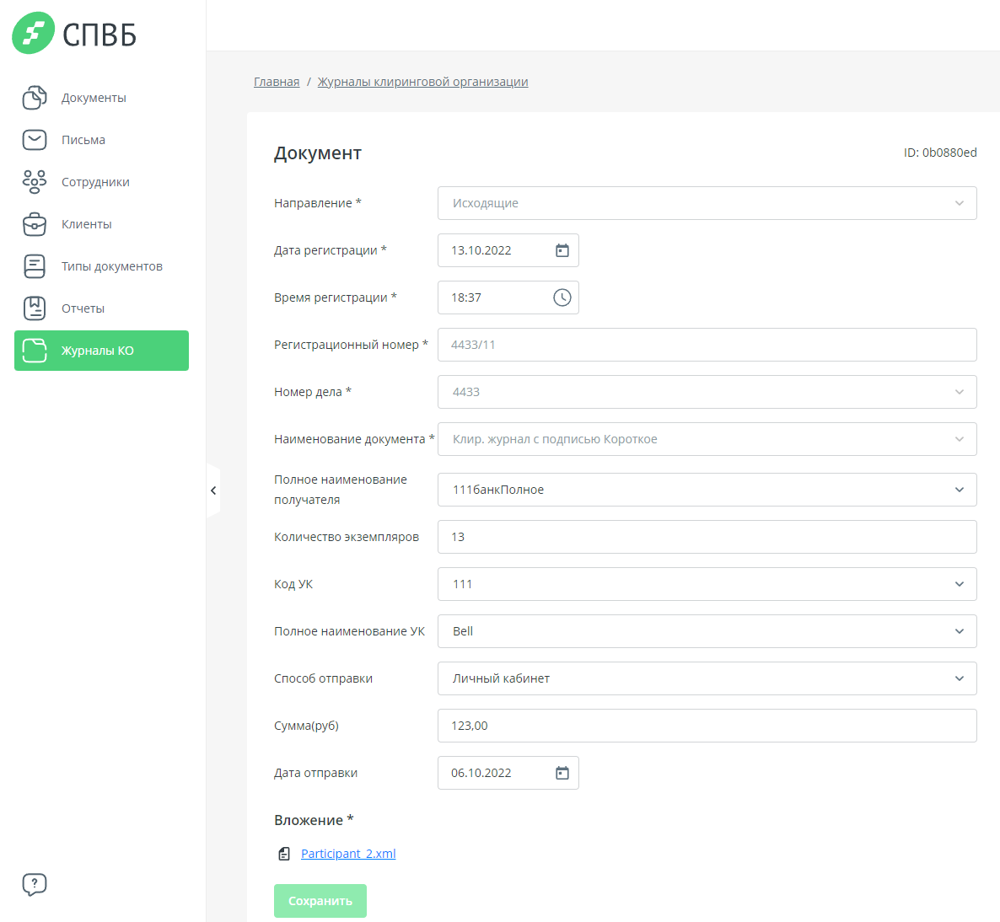 СПВБ
Документы
Письма
Сотрудники
Клиенты
Типы документов
Отчеты
Журналы КО
Главная / Журналы клиринговой организации
Документ
ID: 0b0880ed
Направление * Исходящие
Дата регистрации * 13.10.2022
Время регистрации * 18:37
Регистрационный номер * 4433/11
Номер дела * 4433
Наименование документа * Клир. журнал с подписью Короткое
Полное наименование
получателя
111банкПолное
Количество экземпляров 13
Код УК 111
Полное наименование УК Bell
Способ отправки Личный кабинет
Сумма(руб) 123,00
Дата отправки 06.10.2022
Вложение *
Participant_2.xml
Сохранить